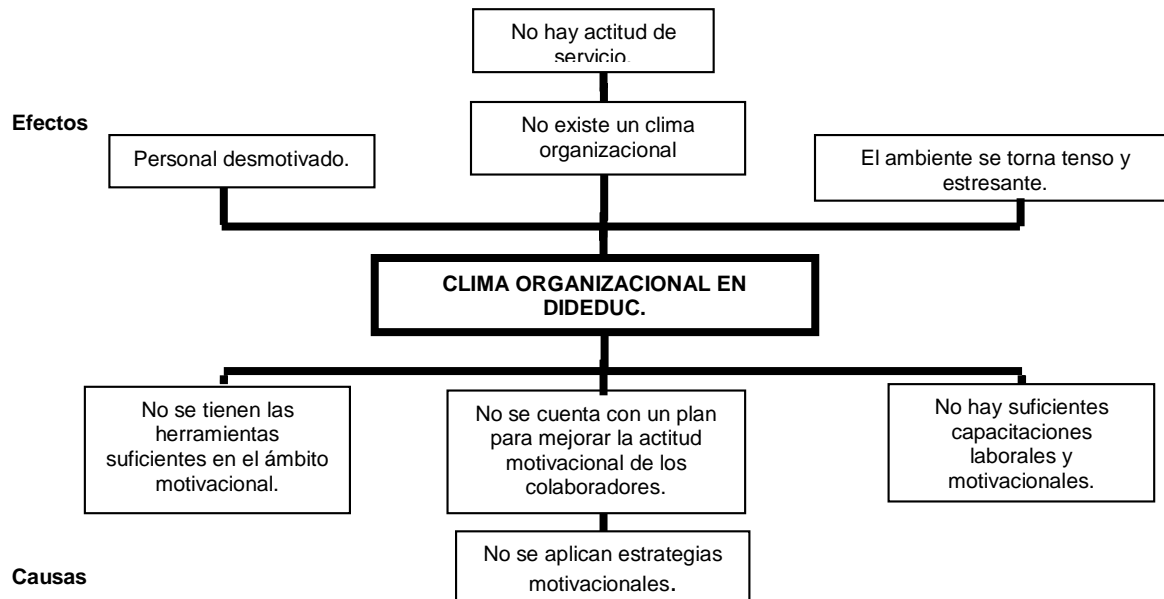 No hay actitud de
servicio.
Efectos
No existe un clima
organizacional
Personal desmotivado.
El ambiente se torna tenso y
estresante.
CLIMA ORGANIZACIONAL EN
DIDEDUC.
No se tienen las
herramientas
suficientes en el ámbito
motivacional.
No se cuenta con un plan
para mejorar la actitud
motivacional de los
colaboradores.
No hay suficientes
capacitaciones
laborales y
motivacionales.
No se aplican estrategias
motivacionales.
Causas